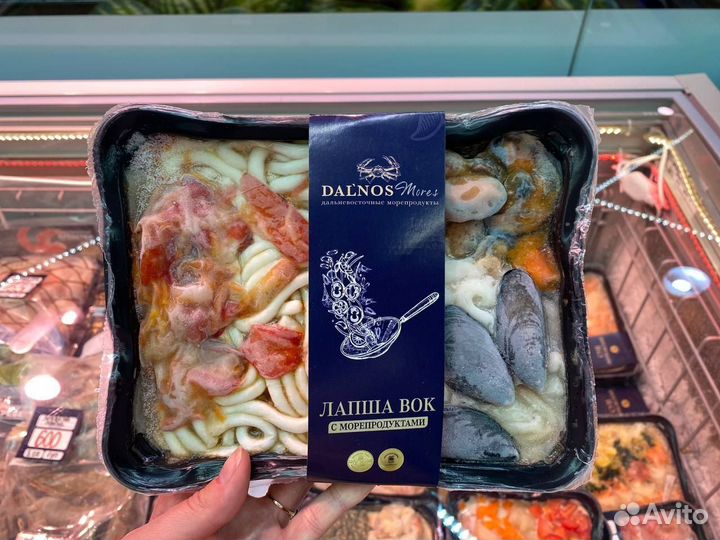 DALNOS Mores
дальневосточные морепродукты
ЛАПША ВОК
С МОРЕПРОДУКТАМИ
600
Avito